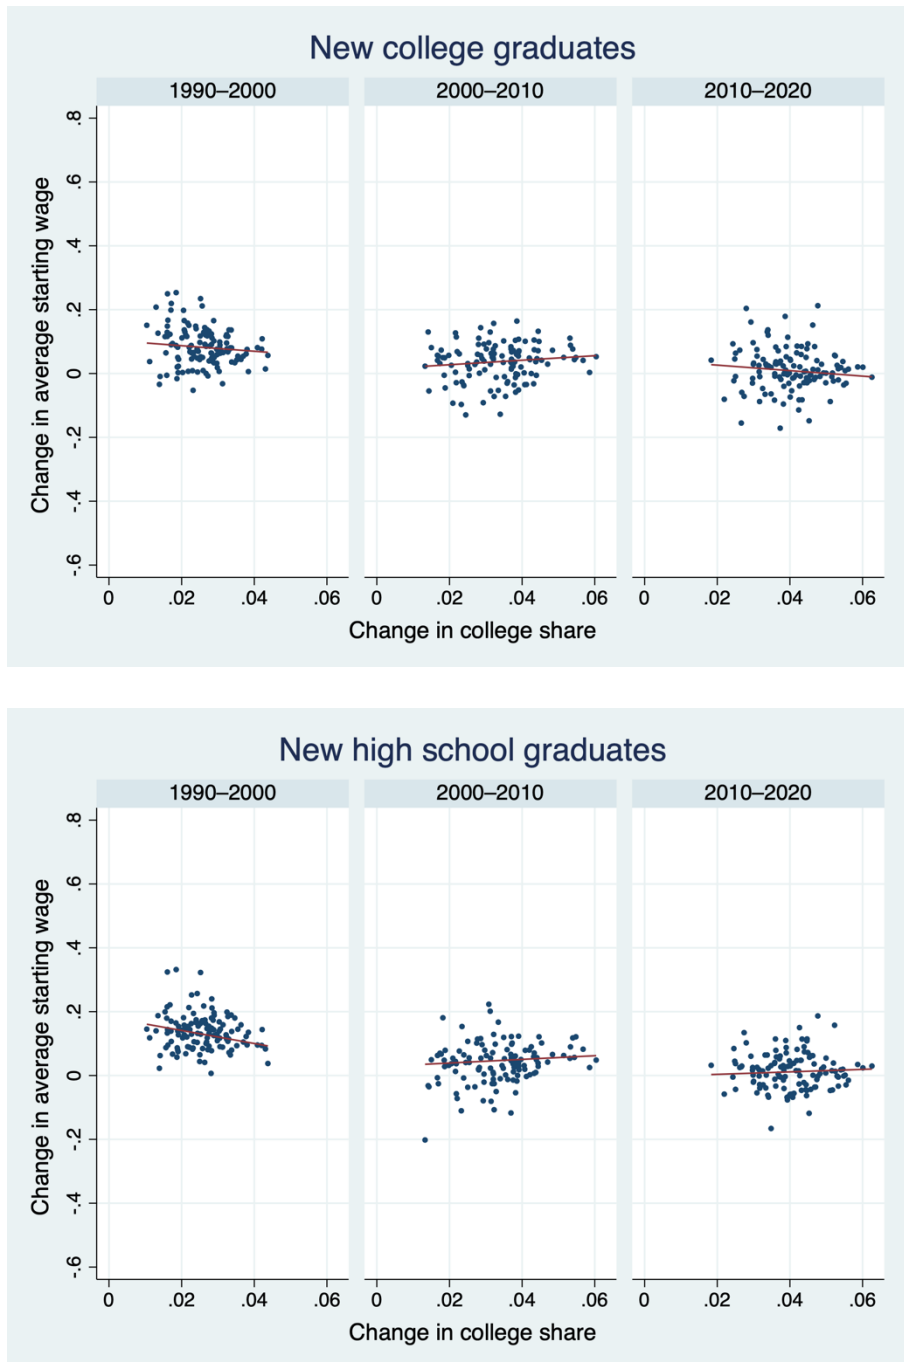 New college graduates
1990–2000 2000–2010 2010–2020
Change in average starting wage
.8
.6
.4
.2
0
-.2
-.4
-.6
0 .02 .04 .06 0 .02 .04 .06 0 .02 .04 .06
Change in college share
New high school graduates
1990–2000 2000–2010 2010–2020
Change in average starting wage
.8
.6
.4
.2
0
-.2
-.4
-.6
0 .02 .04 .06 0 .02 .04 .06 0 .02 .04 .06
Change in college share